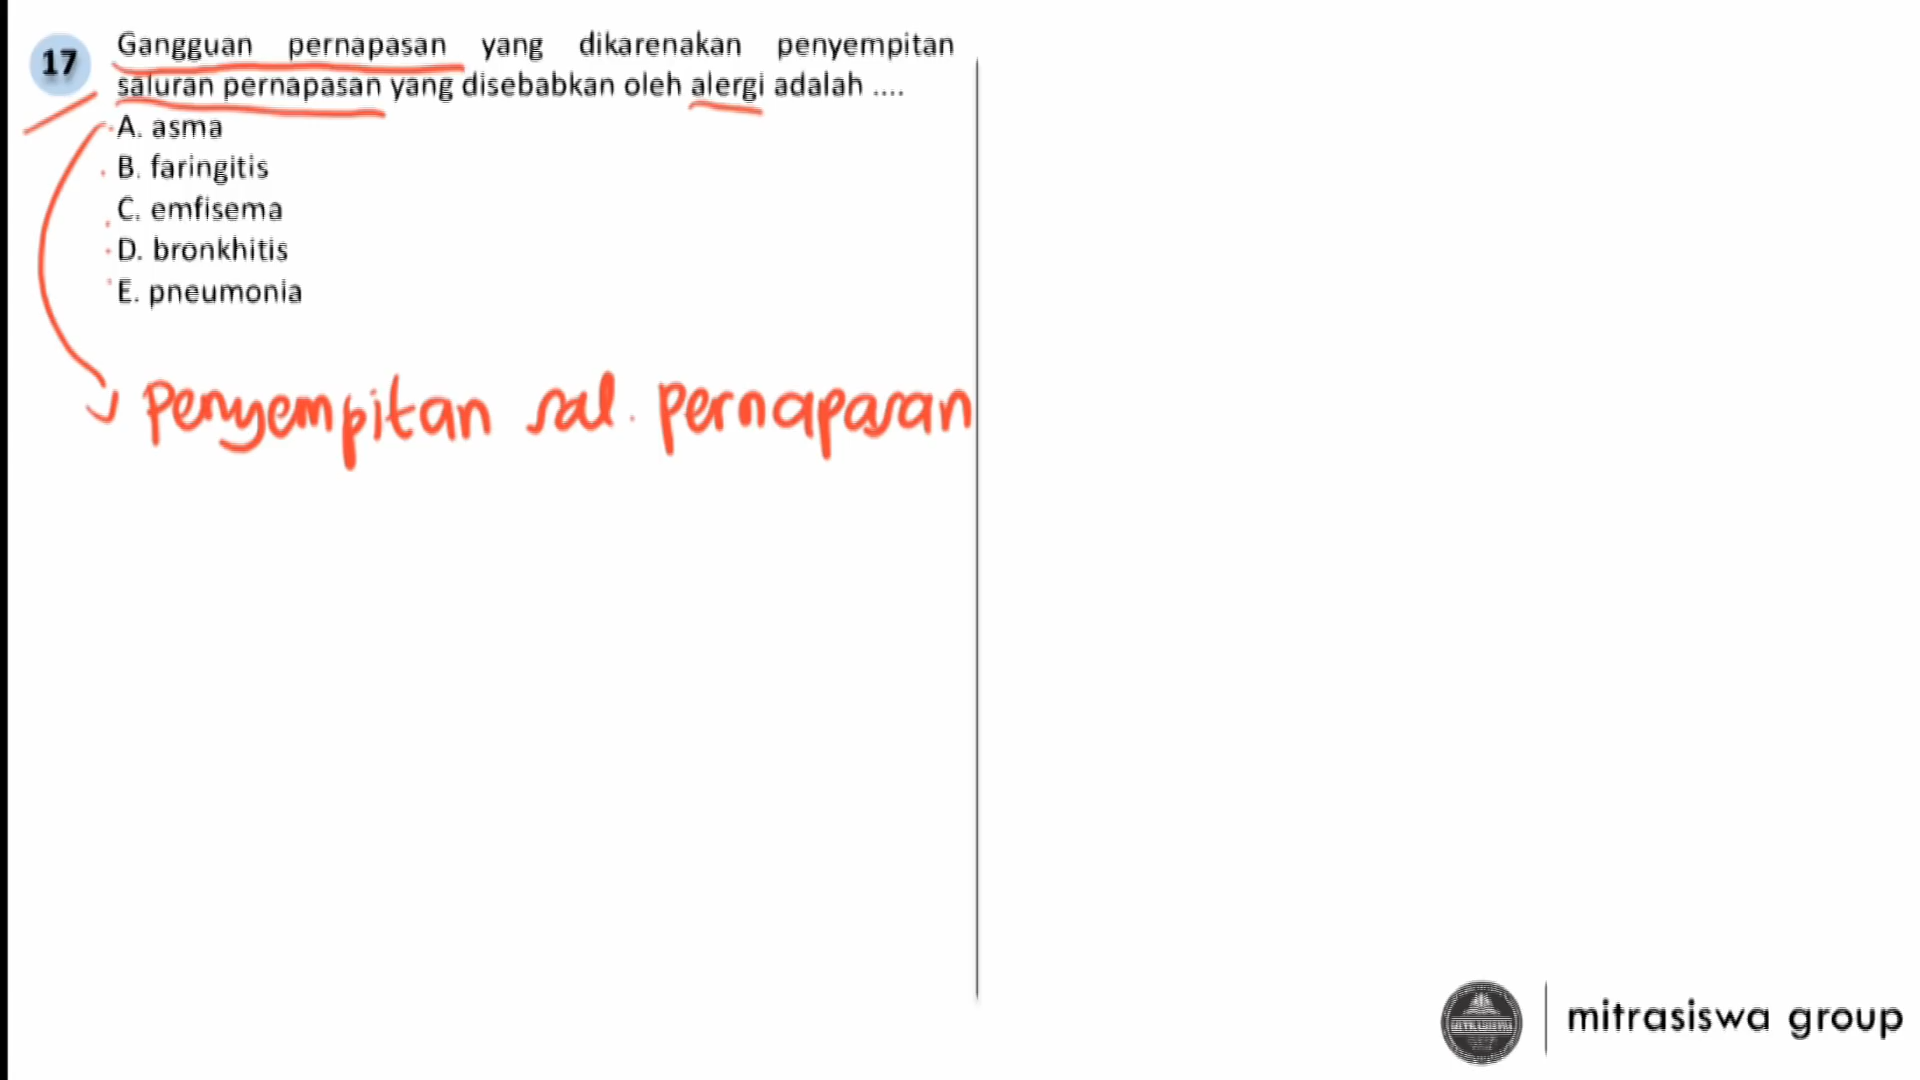 17
Gangguan pernapasan yang dikarenakan penyempitan
saluran pernapasan yang disebabkan oleh alergi adalah ....
A. asma
B. faringitis
C. emfisema
D. bronkhitis
E. pneumonia
penyempitan sal. pernapasan
MITRASISWA
mitrasiswa group